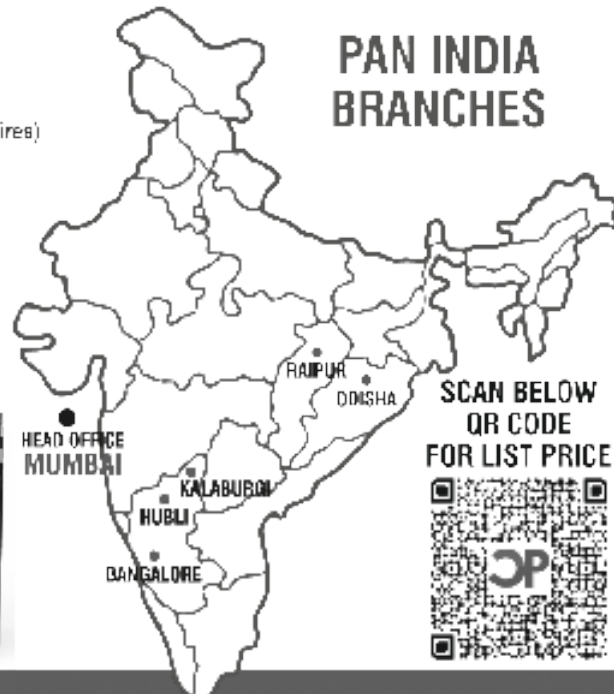 PAN INDIA
BRANCHES
ires)
RAIPUR
ODISHA
SCAN BELOW
QR CODE
FOR LIST PRICE
HEAD OFFICE
MUMBAI
KALABURGI
HUBLI
BANGALORE
CP